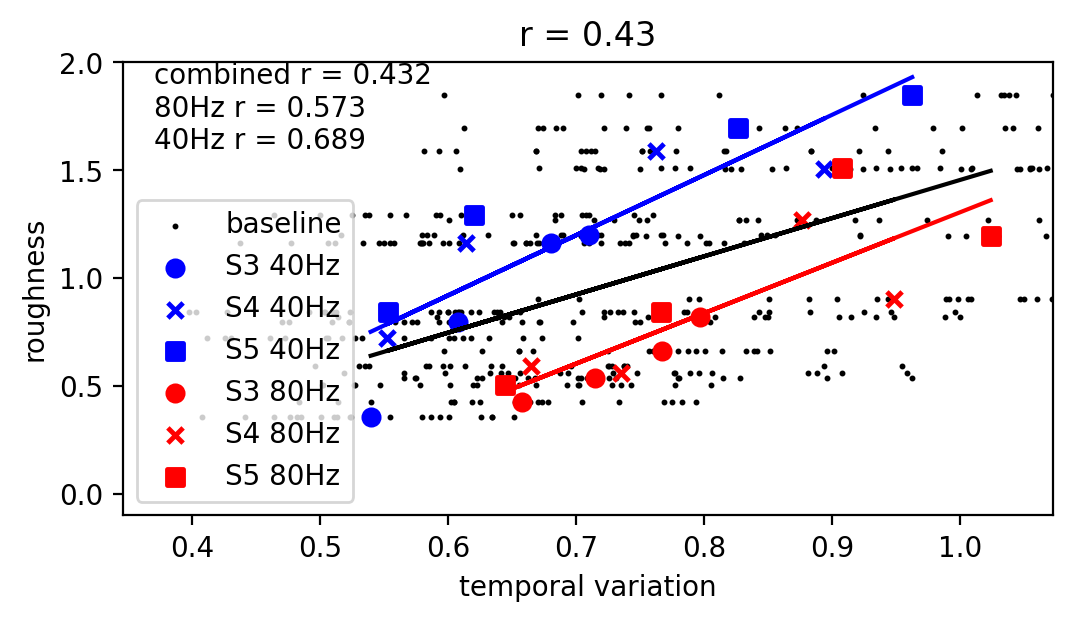 r = 0.43
combined r = 0.432
80Hz r = 0.573
40Hz r = 0.689
baseline
S3 40Hz
S4 40Hz
S5 40Hz
S3 80Hz
S4 80Hz
S5 80Hz
roughness
2.0
1.5
1.0
0.5
0.0
0.4 0.5 0.6 0.7 0.8 0.9 1.0
temporal variation